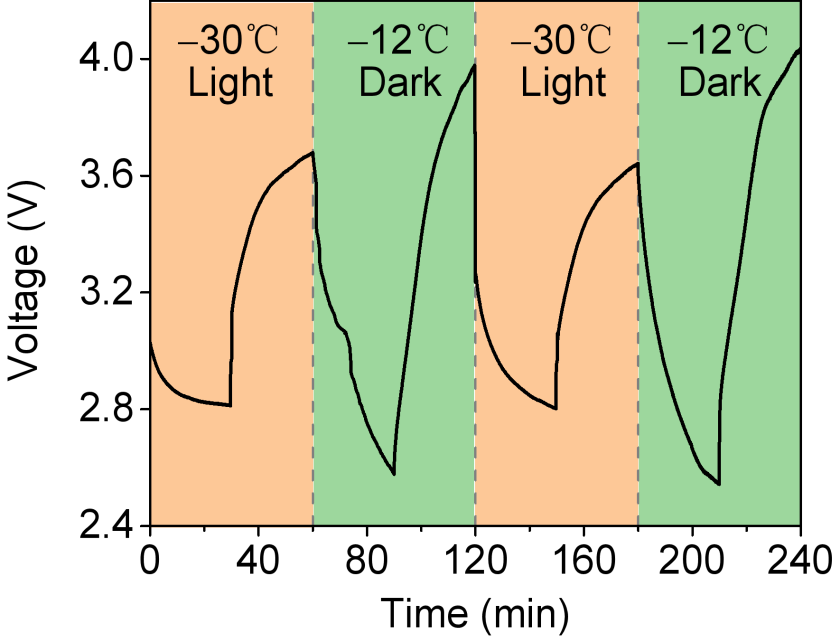 −30℃ −12℃ −30℃ −12℃
Light Dark Light Dark
4.0
3.6
3.2
2.8
2.4
Voltage (V)
0 40 80 120 160 200 240
Time (min)